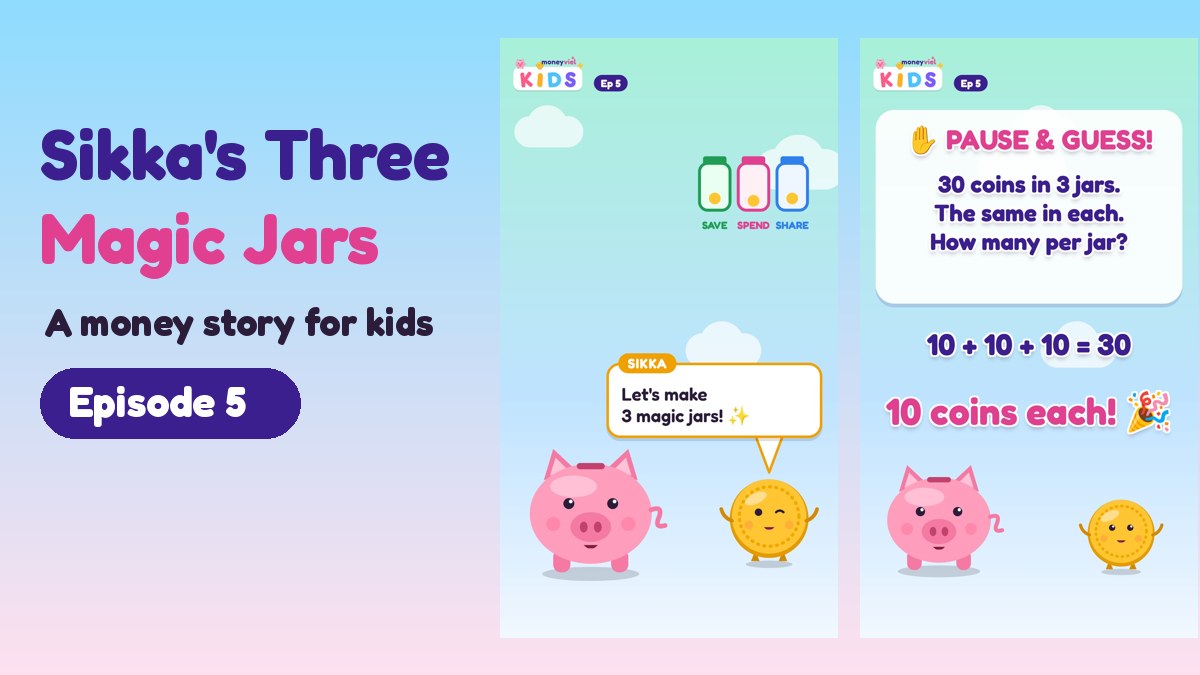 Sikka's Three
Magic Jars
A money story for kids
Episode 5
moneyviet
KIDS
Ep 5
SAVE SPEND SHARE
SIKKA
Let's make
3 magic jars! ✨
moneyviet
KIDS
Ep 5
✋ PAUSE & GUESS!
30 coins in 3 jars.
The same in each.
How many per jar?
10 + 10 + 10 = 30
10 coins each! 🎉